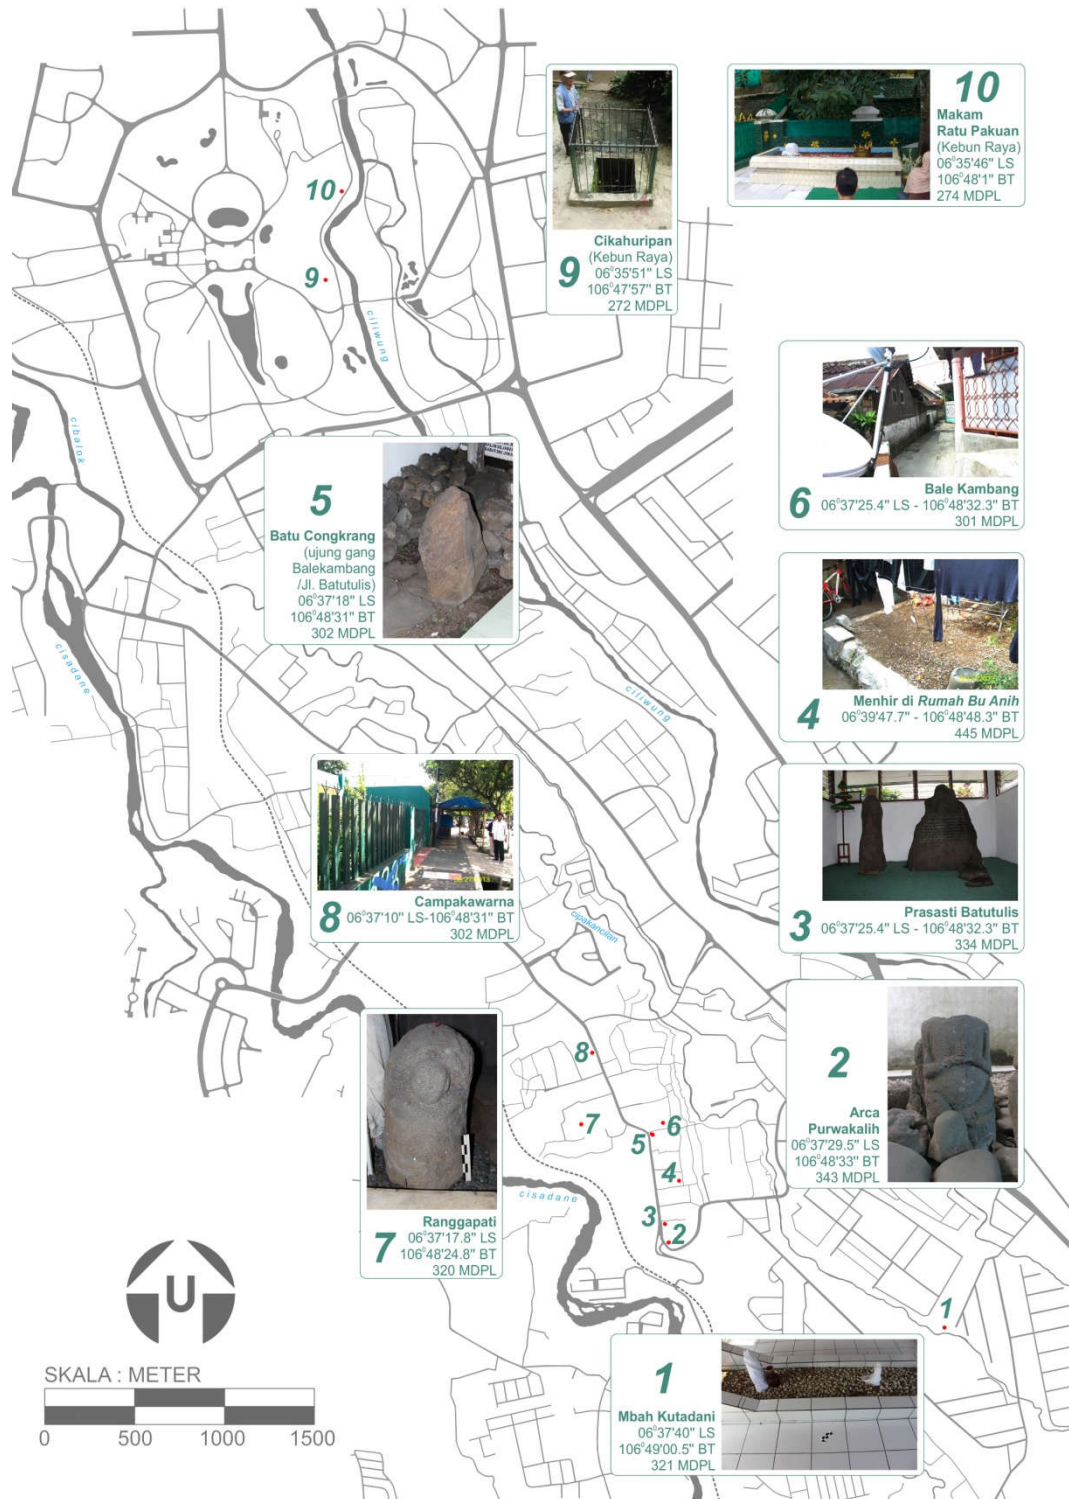 10
Makam
Ratu Pakuan
(Kebun Raya)
06°35'46" LS
106°48'1" BT
274 MDPL
9
Cikahuripan
(Kebun Raya)
06°35'51" LS
106°47'57" BT
272 MDPL
10
9
ciliwung
cibalok
6
Bale Kambang
06°37'25.4" LS - 106°48'32.3" BT
301 MDPL
5
Batu Congkrang
(ujung gang
Balekambang
/Jl. Batutulis)
06°37'18" LS
106°48'31" BT
302 MDPL
4
Menhir di Rumah Bu Anih
06°39'47.7" - 106°48'48.3" BT
445 MDPL
cisadane
ciliwung
8
Campakawarna
06°37'10" LS-106°48'31" BT
302 MDPL
3
Prasasti Batutulis
06°37'25.4" LS - 106°48'32.3" BT
334 MDPL
cipakancilan
2
Arca
Purwakalih
06°37'29.5" LS
106°48'33" BT
343 MDPL
8
7
6
5
4
3
2
1
cisadane
7
Ranggapati
06°37'17.8" LS
106°48'24.8" BT
320 MDPL
U
SKALA : METER
0 500 1000 1500
1
Mbah Kutadani
06°37'40" LS
106°49'00.5" BT
321 MDPL